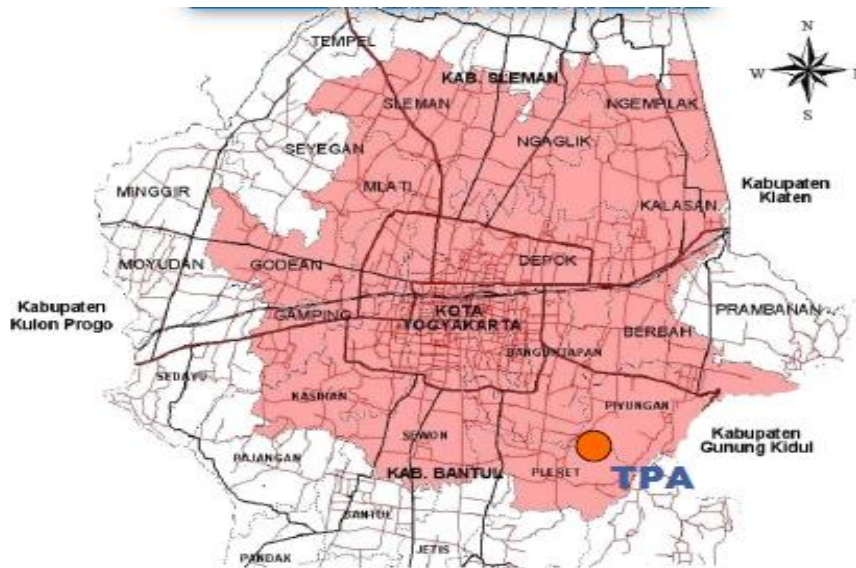 TEMPEL
N
KAB. SLEMAN
W
E
SLEMAN
NGEMPLAK
S
SEYEGAN
NGAGLIK
MLATI
MINGGIR
Kabupaten
Klaten
KALASAN
MOYUDAN
GODEAN
DEPOK
Kabupaten
Kulon Progo
GAMPING
KOTA
YOGYAKARTA
PRAMBANAN
BERBAH
BANGUNTAPAN
SEDAYU
KASIHAN
PIYUNGAN
SEWON
Kabupaten
Gunung Kidul
PAJANGAN
KAB. BANTUL
PLERET
TPA
BANTUL
JETIS
PANDAK